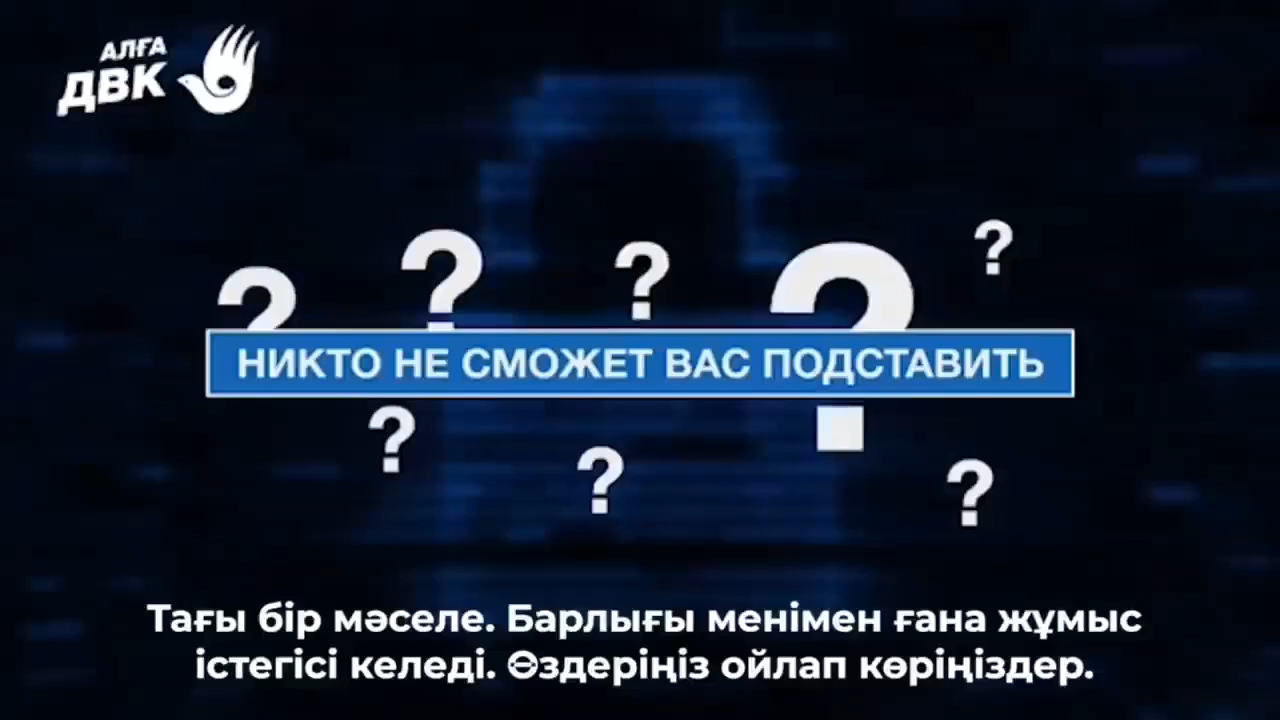 АЛҒА
ДВК
? ? ? ? ?
НИКТО НЕ СМОЖЕТ ВАС ПОДСТАВИТЬ
? ? ?
Тағы бір мәселе. Барлығы менімен ғана жұмыс
істегісі келеді. Өздеріңіз ойлап көріңіздер.